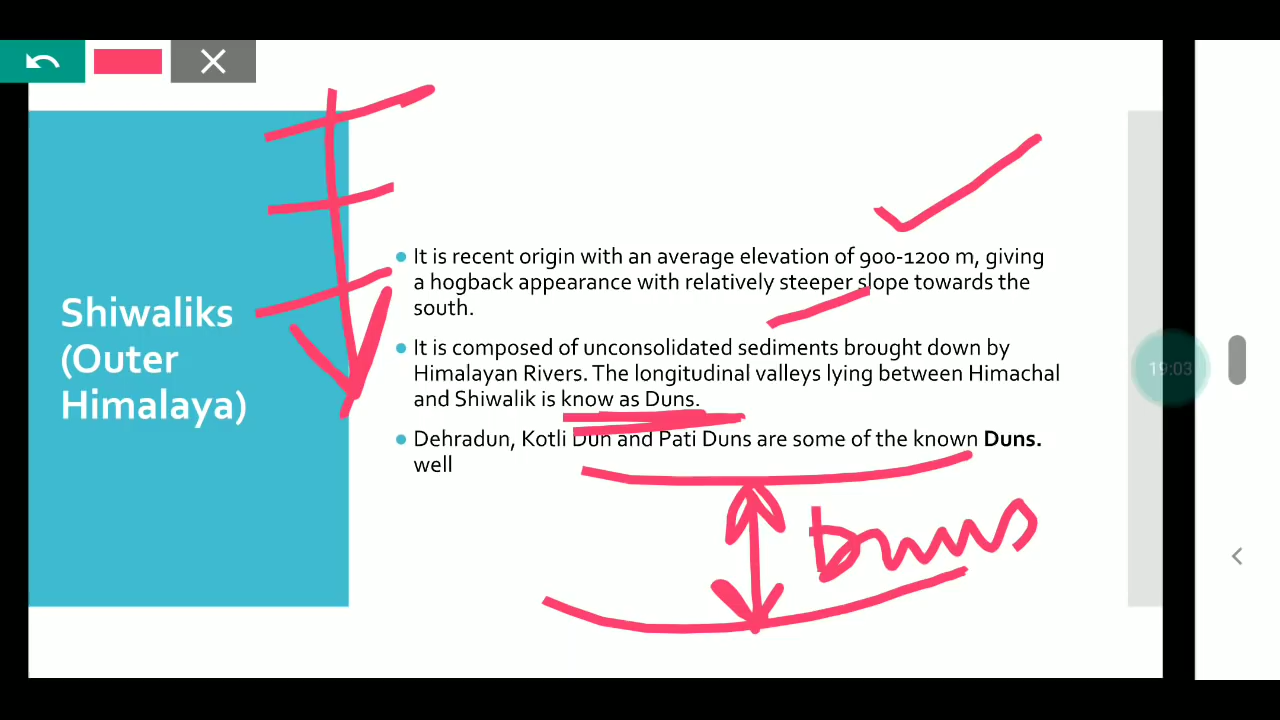 Shiwaliks
(Outer
Himalaya)
It is recent origin with an average elevation of 900-1200 m, giving
a hogback appearance with relatively steeper slope towards the
south.
It is composed of unconsolidated sediments brought down by
Himalayan Rivers. The longitudinal valleys lying between Himachal
and Shiwalik is know as Duns.
Dehradun, Kotli Dun and Pati Duns are some of the known Duns.
well
Duns
19:03